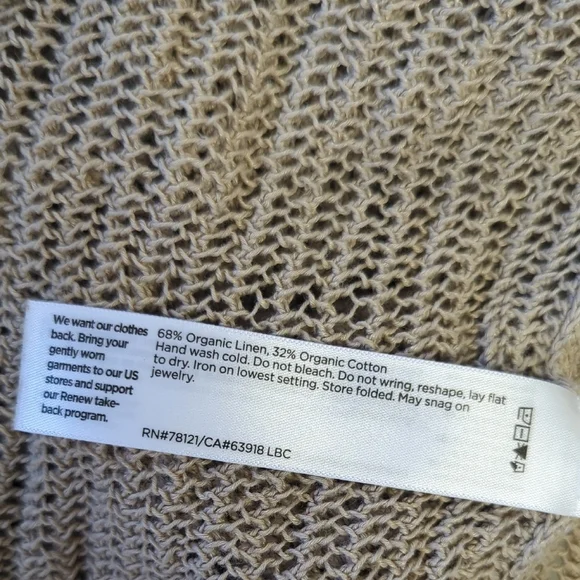 We want our clothes
back. Bring your
gently worn
garments to our US
stores and support
our Renew take-
back program.
68% Organic Linen, 32% Organic Cotton
Hand wash cold. Do not bleach. Do not wring, reshape, lay flat
to dry. Iron on lowest setting. Store folded. May snag on
jewelry.
RN#78121/CA#63918 LBC